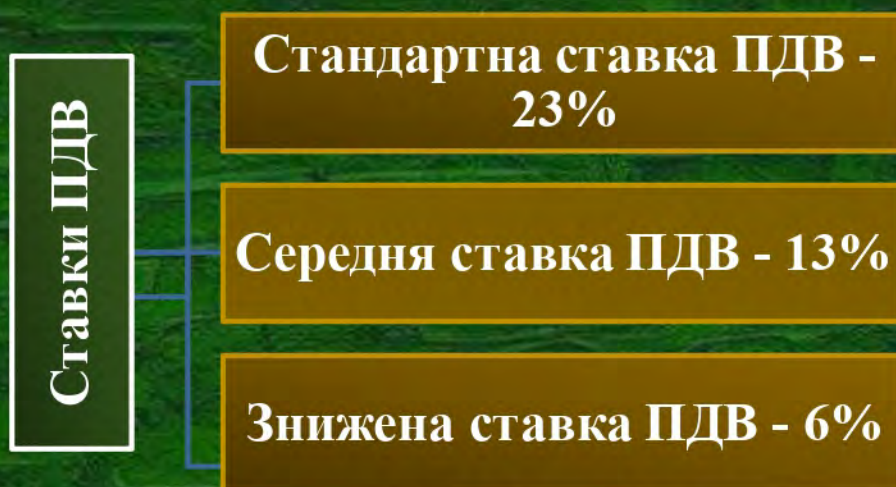 Ставки ПДВ
Стандартна ставка ПДВ -
23%
Середня ставка ПДВ - 13%
Знижена ставка ПДВ - 6%